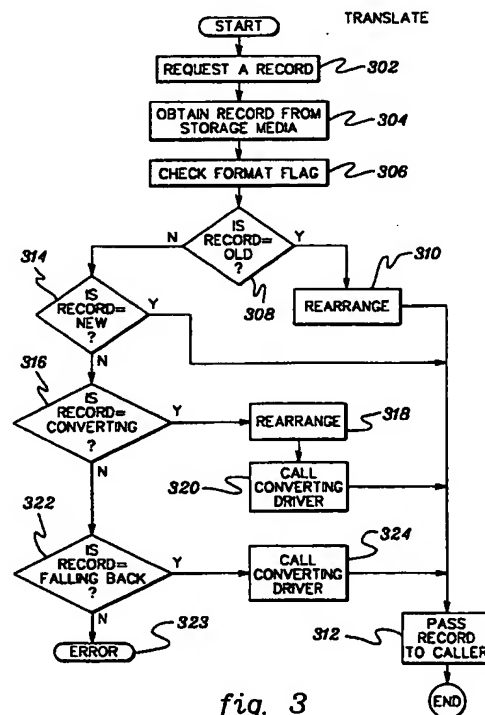 TRANSLATE
START
REQUEST A RECORD
302
OBTAIN RECORD FROM
STORAGE MEDIA
304
CHECK FORMAT FLAG
306
IS
RECORD=
OLD
?
N
Y
308
310
REARRANGE
314
IS
RECORD=
NEW
?
Y
N
316
IS
RECORD=
CONVERTING
?
Y
N
REARRANGE
318
320
CALL
CONVERTING
DRIVER
322
IS
RECORD=
FALLING BACK
?
Y
N
324
CALL
CONVERTING
DRIVER
ERROR
323
312
PASS
RECORD
TO CALLER
END
fig. 3